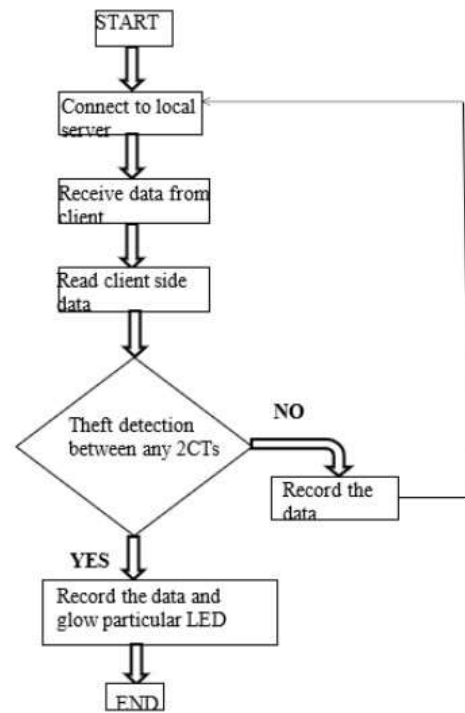 START
Connect to local
server
Receive data from
client
Read client side
data
Theft detection
between any 2CTs
NO
Record the
data
YES
Record the data and
glow particular LED
END